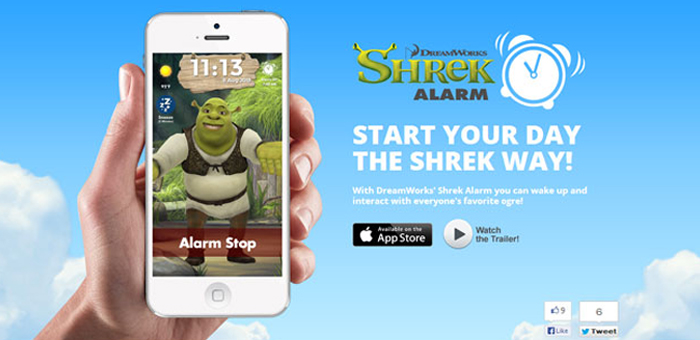 11:13
Snooze
Alarm Stop
DREAMWORKS
SHREK
ALARM
START YOUR DAY
THE SHREK WAY!
With DreamWorks' Shrek Alarm you can wake up and
interact with everyone's favorite ogre!
Available on the
App Store
Watch
the Trailer!
9
Like
6
Tweet